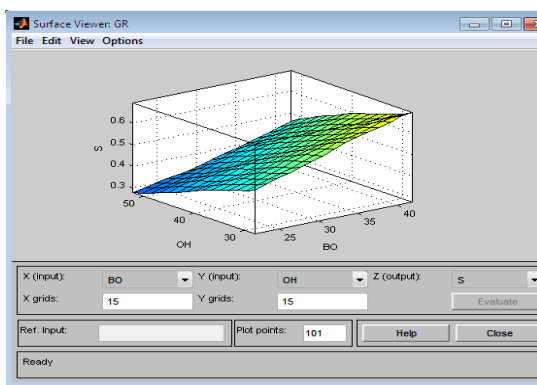 Surface Viewer: GR
File Edit View Options
0.6
0.5
0.4
0.3
S
50
40
30
OH
25
30
35
40
BO
X (input): BO Y (input): OH Z (output): S
X grids: 15 Y grids: 15 Evaluate
Ref. Input: Plot points: 101 Help Close
Ready